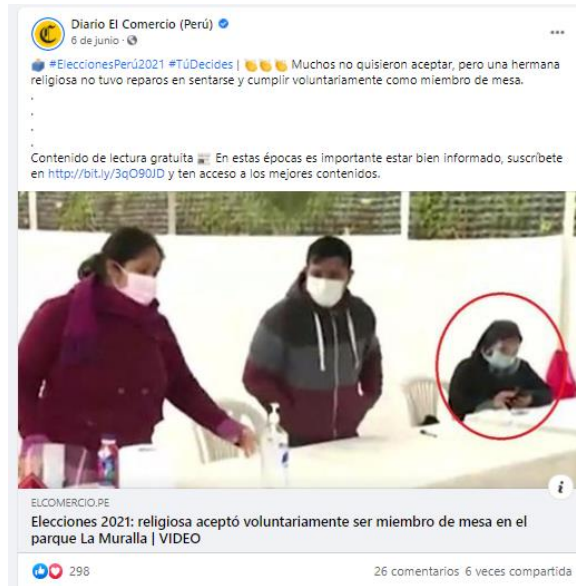 Diario El Comercio (Perú)
6 de junio ·
#EleccionesPerú2021 #TúDecides | 👏👏👏 Muchos no quisieron aceptar, pero una hermana
religiosa no tuvo reparos en sentarse y cumplir voluntariamente como miembro de mesa.
.
.
.
.
Contenido de lectura gratuita 📰 En estas épocas es importante estar bien informado, suscríbete
en http://bit.ly/3qO90JD y ten acceso a los mejores contenidos.
ELCOMERCIO.PE
Elecciones 2021: religiosa aceptó voluntariamente ser miembro de mesa en el
parque La Muralla | VIDEO
298
26 comentarios 6 veces compartida